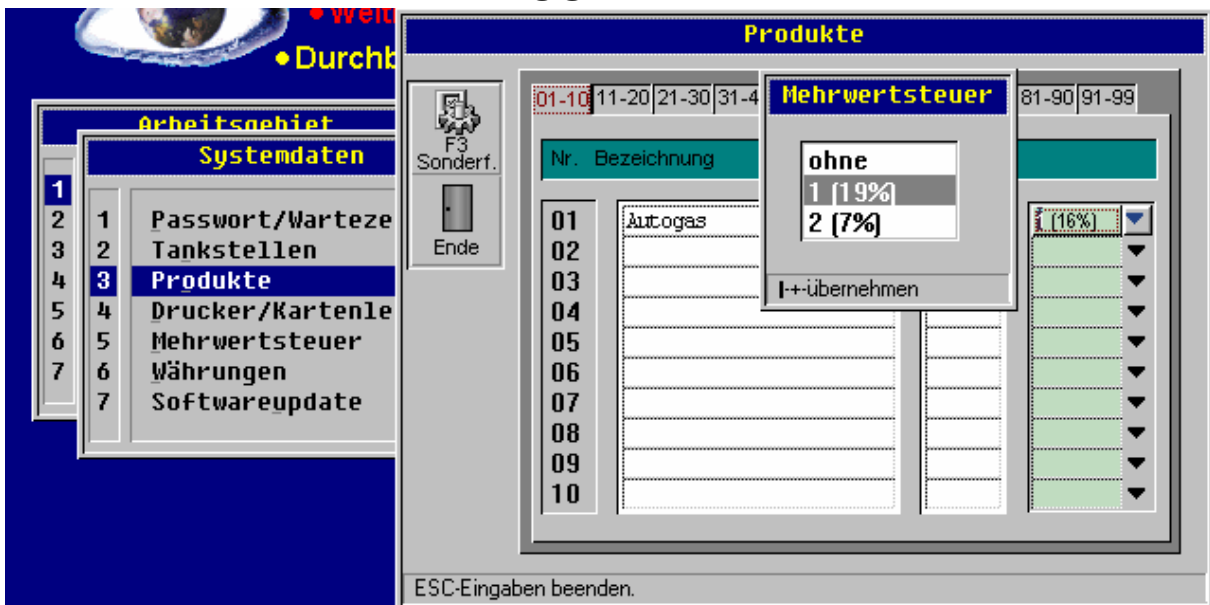 Produkte
Arbeitsgebiet
1
2
3
4
5
6
7
Systemdaten
1 Passwort/Warteze
2 Tankstellen
3 Produkte
4 Drucker/Kartenle
5 Mehrwertsteuer
6 Währungen
7 Softwareupdate
F3
Sonderf.
Ende
01-10 11-20 21-30 31-4 81-90 91-99
Nr. Bezeichnung
01 Autogas (16%)
02
03
04
05
06
07
08
09
10
Mehrwertsteuer
ohne
1 (19%)
2 (7%)
-übernehmen
ESC-Eingaben beenden.